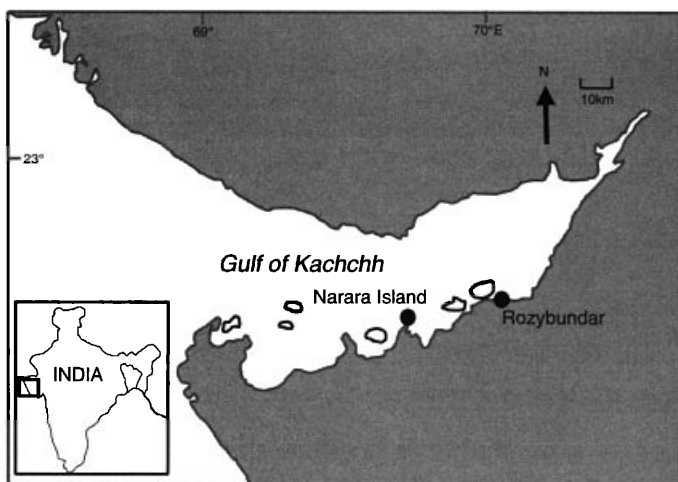 69°
70°E
N
10km
23°
Gulf of Kachchh
Narara Island
Rozybundar
INDIA